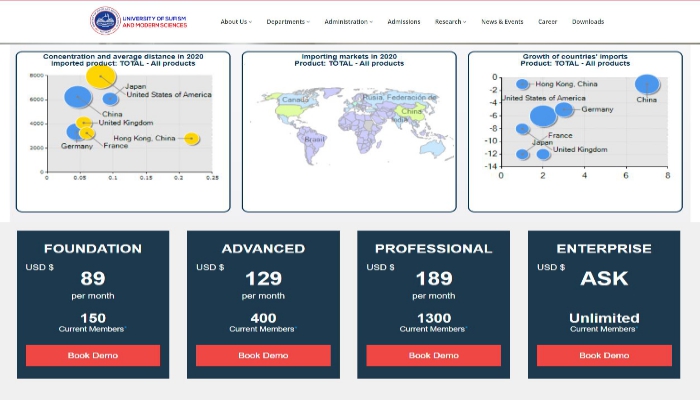 UNIVERSITY OF SUFISM
AND MODERN SCIENCES
About Us Departments Administration Admissions Research News & Events Career Downloads
Concentration and average distance in 2020
Imported product: TOTAL - All products
8000
6000
4000
2000
0
0
0.05
0.1
0.15
0.2
0.25
Japan
United States of America
China
United Kingdom
Hong Kong, China
Germany
France
Importing markets in 2020
Product: TOTAL - All products
Canada
Rusia, Federación de
China
India
Brasil
Growth of countries' imports
Product: TOTAL - All products
0
-2
-4
-6
-8
-10
-12
-14
0
2
4
6
8
Hong Kong, China
China
United States of America
Germany
France
Japan
United Kingdom
FOUNDATION
USD $
89
per month
150
Current Members*
Book Demo
ADVANCED
USD $
129
per month
400
Current Members*
Book Demo
PROFESSIONAL
USD $
189
per month
1300
Current Members*
Book Demo
ENTERPRISE
USD $
ASK
Unlimited
Current Members*
Book Demo